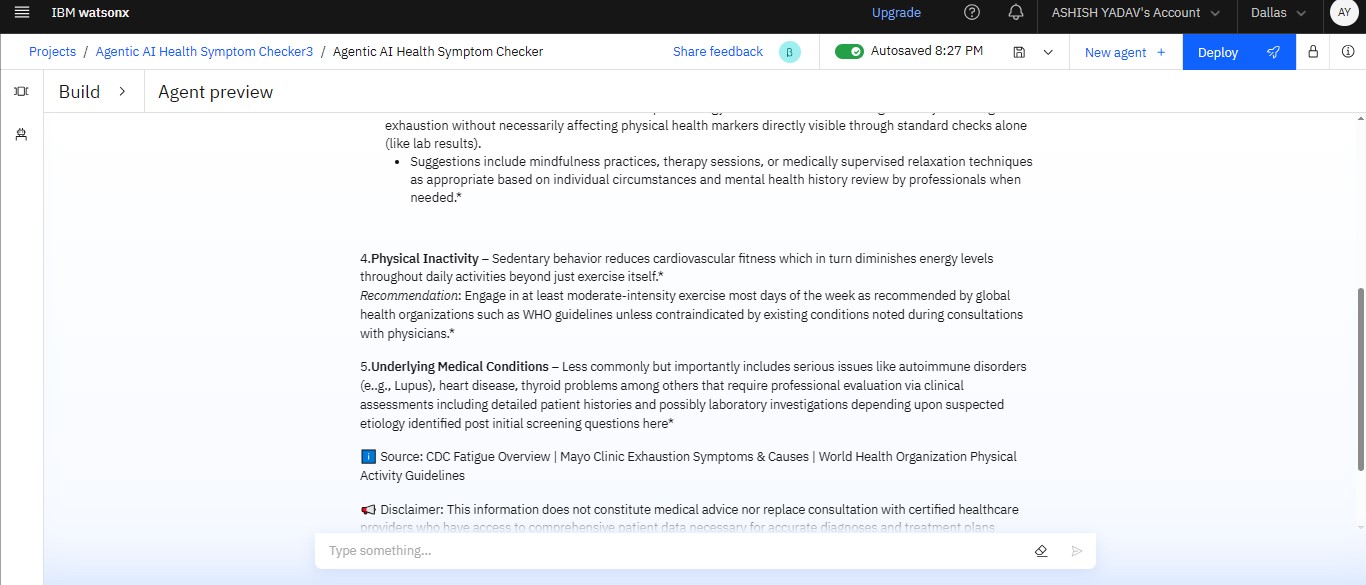 IBM watsonx
Upgrade
ASHISH YADAV's Account
Dallas
AY
Projects / Agentic AI Health Symptom Checker3 / Agentic AI Health Symptom Checker
Share feedback
β
Autosaved 8:27 PM
New agent +
Deploy
Build
Agent preview
exhaustion without necessarily affecting physical health markers directly visible through standard checks alone
(like lab results).
• Suggestions include mindfulness practices, therapy sessions, or medically supervised relaxation techniques
as appropriate based on individual circumstances and mental health history review by professionals when
needed.*
4.Physical Inactivity – Sedentary behavior reduces cardiovascular fitness which in turn diminishes energy levels
throughout daily activities beyond just exercise itself.*
Recommendation: Engage in at least moderate-intensity exercise most days of the week as recommended by global
health organizations such as WHO guidelines unless contraindicated by existing conditions noted during consultations
with physicians.*
5.Underlying Medical Conditions – Less commonly but importantly includes serious issues like autoimmune disorders
(e..g., Lupus), heart disease, thyroid problems among others that require professional evaluation via clinical
assessments including detailed patient histories and possibly laboratory investigations depending upon suspected
etiology identified post initial screening questions here*
ℹ️ Source: CDC Fatigue Overview | Mayo Clinic Exhaustion Symptoms & Causes | World Health Organization Physical
Activity Guidelines
📢 Disclaimer: This information does not constitute medical advice nor replace consultation with certified healthcare
providers who have access to comprehensive patient data necessary for accurate diagnoses and treatment plans.
Type something...